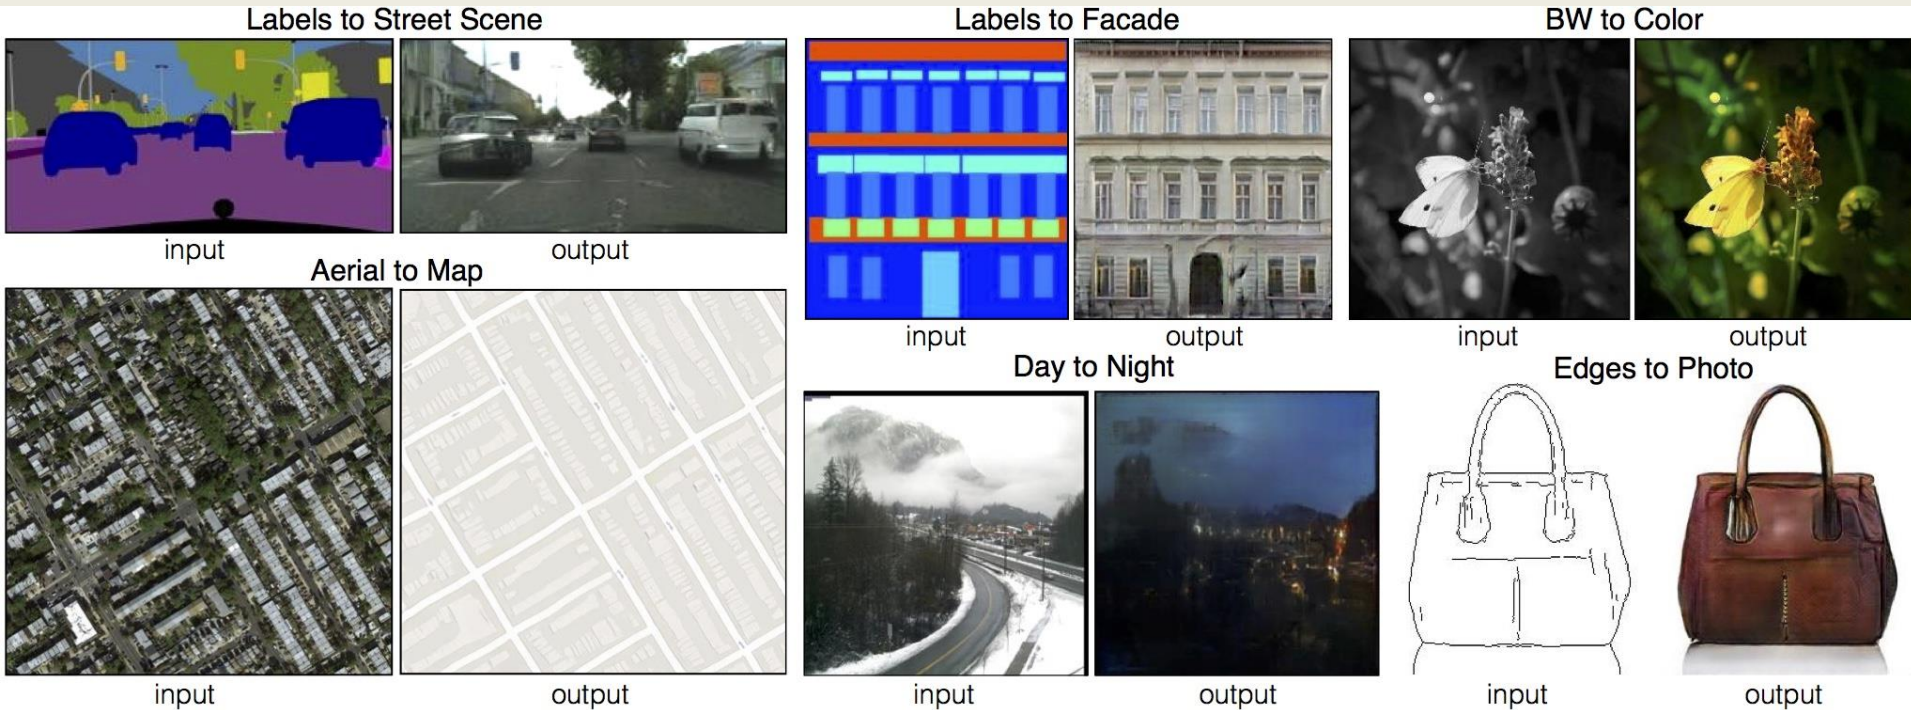 Labels to Street Scene
input
output
Aerial to Map
input
output
Labels to Facade
input
output
BW to Color
input
output
Day to Night
input
output
Edges to Photo
input
output